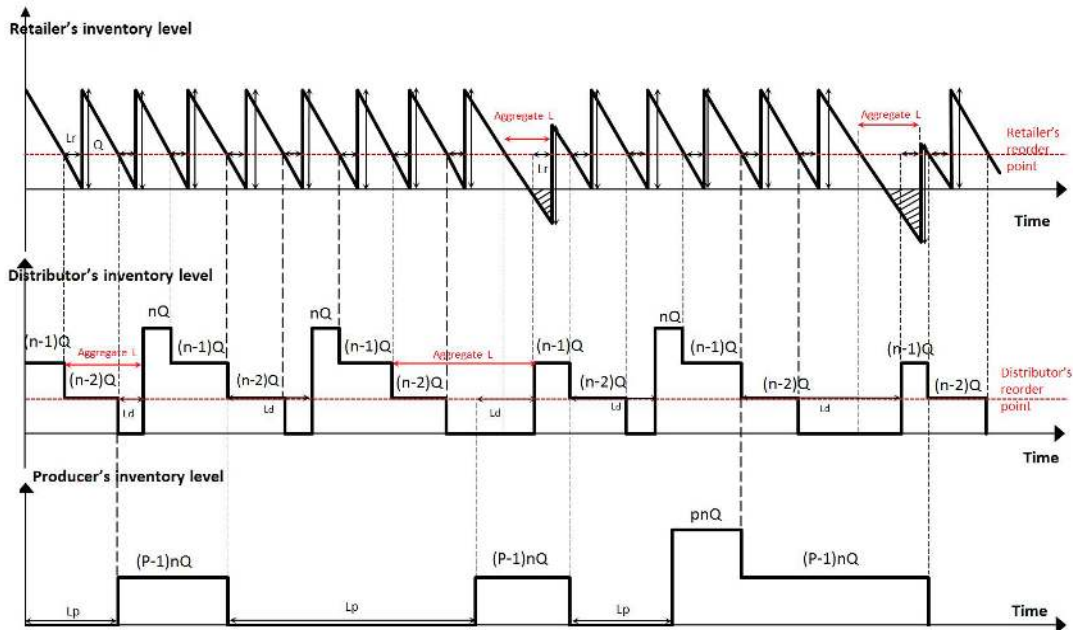 Retailer's inventory level
Aggregate L
Aggregate L
Lr
Q
Lr
Retailer's
reorder
point
Time
Distributor's inventory level
nQ
nQ
nQ
(n-1)Q
Aggregate L
(n-1)Q
(n-1)Q
Aggregate L
(n-1)Q
(n-1)Q
(n-1)Q
(n-2)Q
(n-2)Q
(n-2)Q
(n-2)Q
(n-2)Q
(n-2)Q
Distributor's
reorder
point
Ld
Ld
Ld
Ld
Ld
Time
Producer's inventory level
pnQ
(P-1)nQ
(P-1)nQ
(P-1)nQ
Lp
Lp
Lp
Time